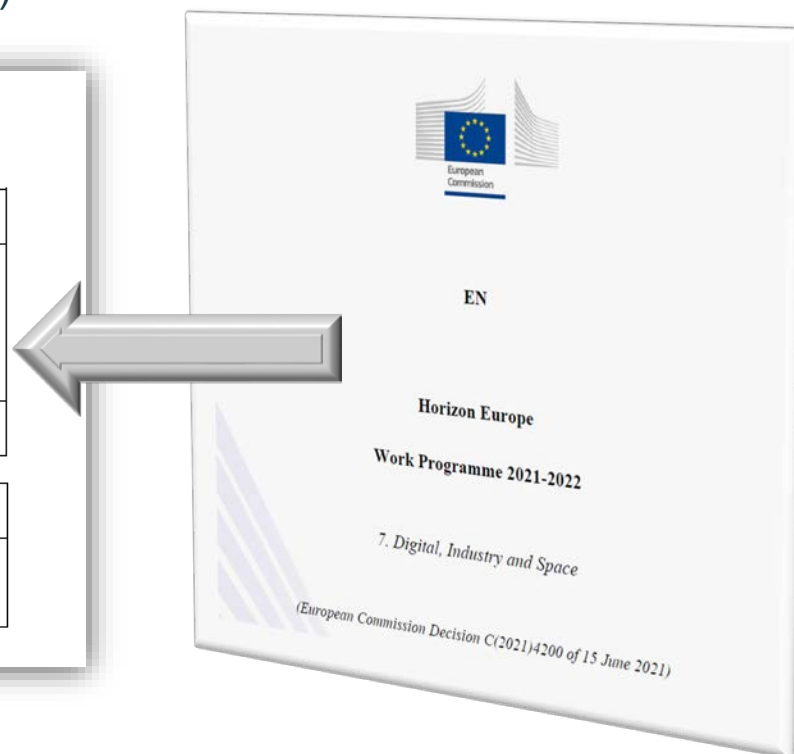 )
European
Commission
EN
Horizon Europe
Work Programme 2021-2022
7. Digital, Industry and Space
(European Commission Decision C(2021)4200 of 15 June 2021)